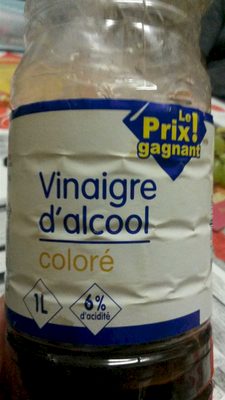 Le
Prix!
gagnant
Vinaigre
d'alcool
coloré
1L
6%
d'acidité